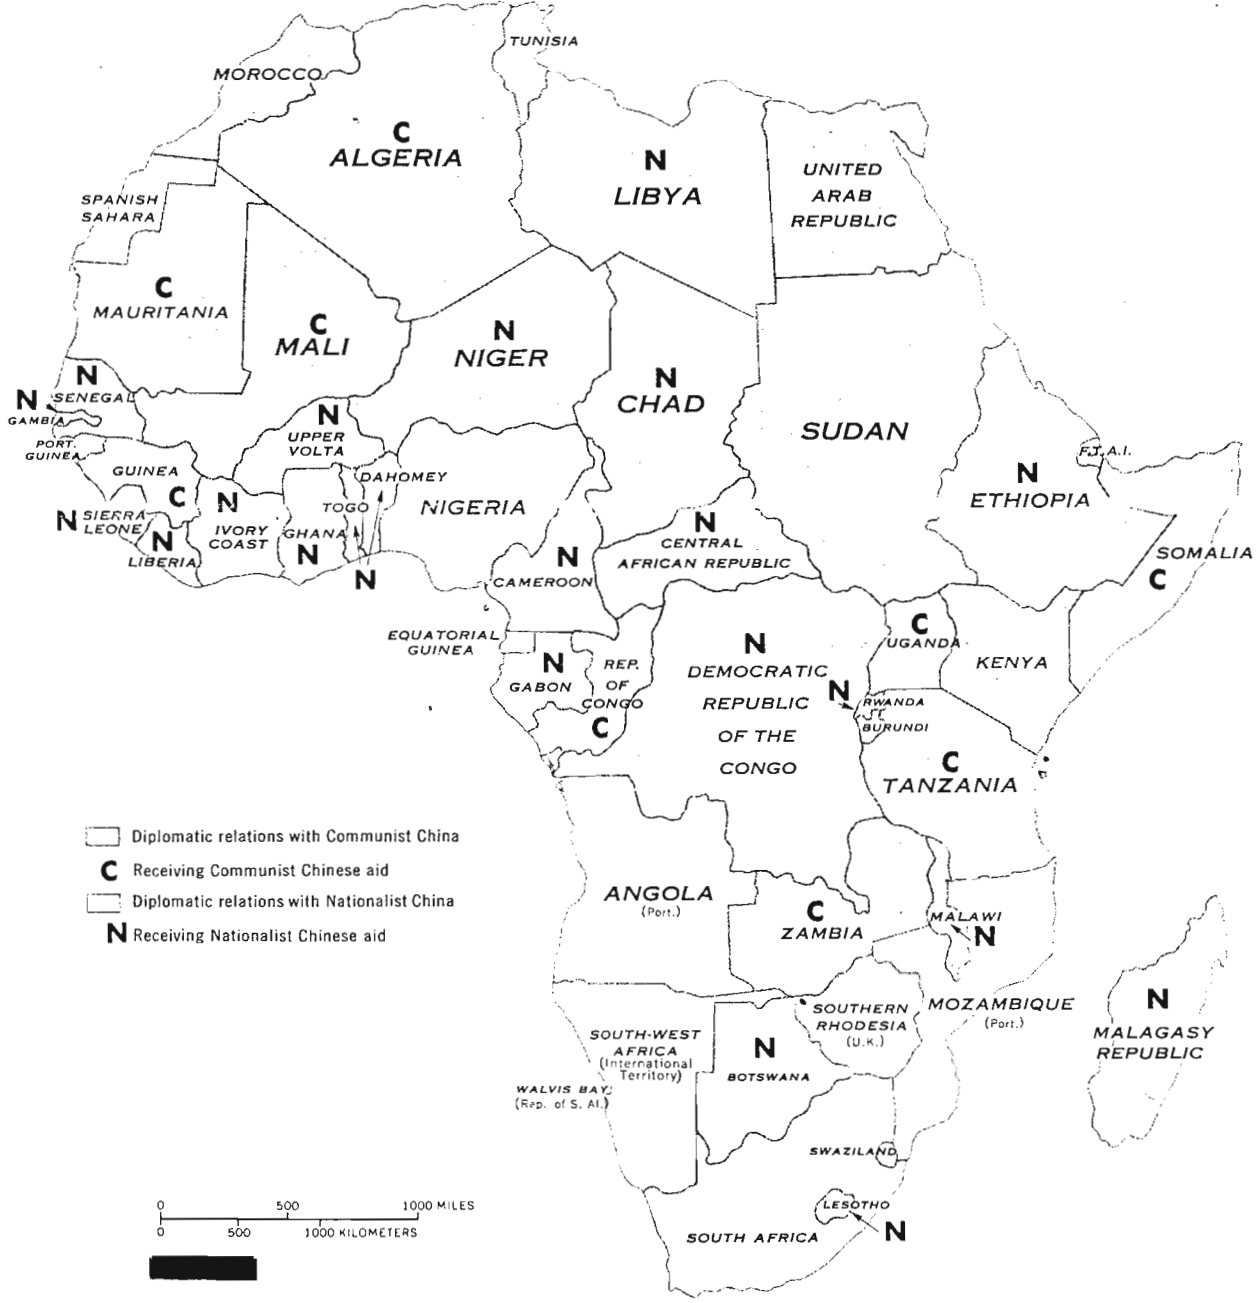 TUNISIA
MOROCCO
C
ALGERIA
N
LIBYA
UNITED
ARAB
REPUBLIC
SPANISH
SAHARA
C
MAURITANIA
C
MALI
N
NIGER
N
CHAD
SUDAN
N
SENEGAL
N
GAMBIA
PORT.
GUINEA
GUINEA
C
N
UPPER
VOLTA
DAHOMEY
TOGO
NIGERIA
N
ETHIOPIA
F.T.A.I.
SOMALIA
C
N
SIERRA
LEONE
N
LIBERIA
N
IVORY
COAST
GHANA
N
N
N
CAMEROON
N
CENTRAL
AFRICAN REPUBLIC
EQUATORIAL
GUINEA
N
GABON
REP.
OF
CONGO
C
N
DEMOCRATIC
REPUBLIC
OF THE
CONGO
C
UGANDA
KENYA
N
RWANDA
BURUNDI
C
TANZANIA
Diplomatic relations with Communist China
C Receiving Communist Chinese aid
Diplomatic relations with Nationalist China
N Receiving Nationalist Chinese aid
ANGOLA
(Port.)
C
ZAMBIA
MALAWI
N
MOZAMBIQUE
(Port.)
N
MALAGASY
REPUBLIC
SOUTHERN
RHODESIA
(U.K.)
SOUTH-WEST
AFRICA
(International
Territory)
WALVIS BAY
(Rep. of S. Af.)
N
BOTSWANA
SWAZILAND
LESOTHO
N
SOUTH AFRICA
0 500 1000 MILES
0 500 1000 KILOMETERS